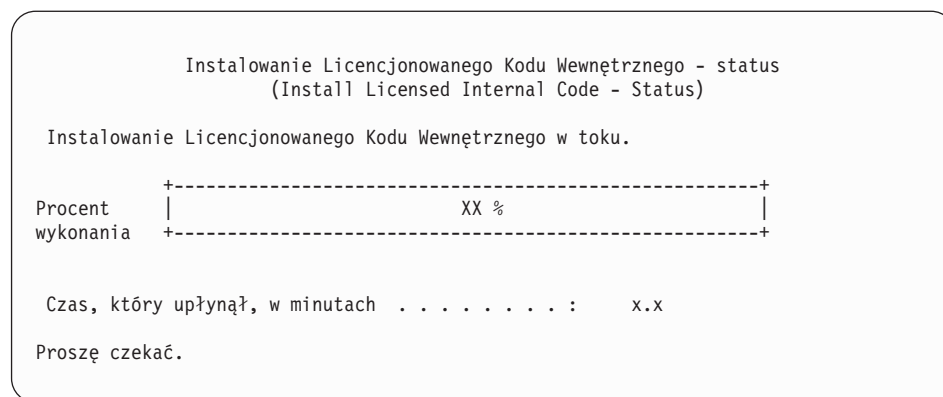 Instalowanie Licencjonowanego Kodu Wewnętrznego - status
(Install Licensed Internal Code - Status)
Instalowanie Licencjonowanego Kodu Wewnętrznego w toku.
+-------------------------------------------------------+
Procent | XX % |
wykonania +-------------------------------------------------------+
Czas, który upłynął, w minutach . . . . . . . . : x.x
Proszę czekać.